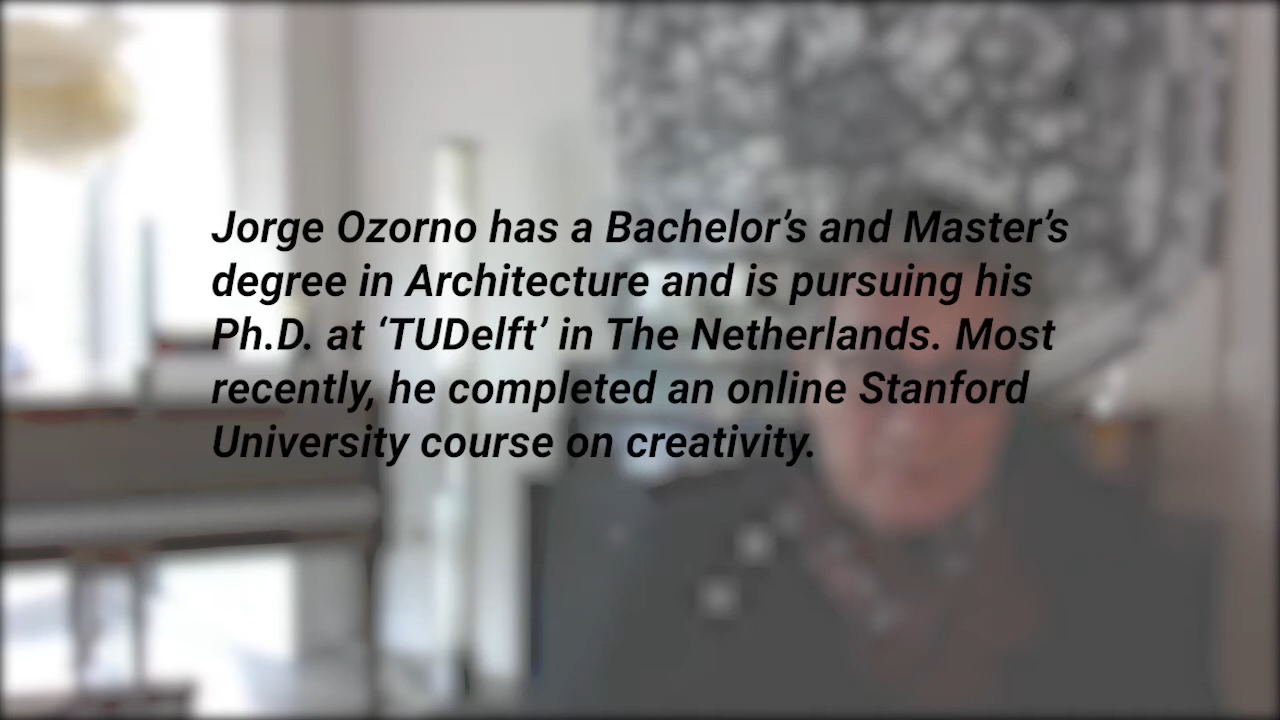 Jorge Ozorno has a Bachelor’s and Master’s
degree in Architecture and is pursuing his
Ph.D. at ‘TUDelft’ in The Netherlands. Most
recently, he completed an online Stanford
University course on creativity.